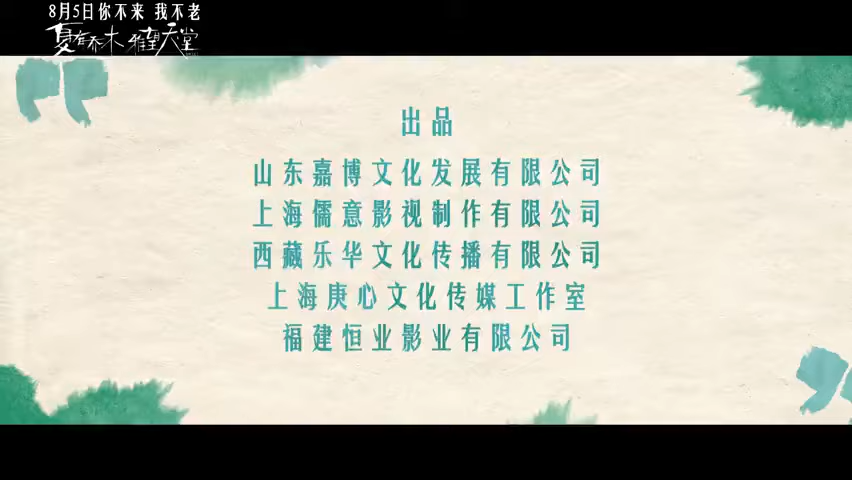 8月5日你不来 我不老
夏有乔木 雅望天堂
出品
山东嘉博文化发展有限公司
上海儒意影视制作有限公司
西藏乐华文化传播有限公司
上海庚心文化传媒工作室
福建恒业影业有限公司